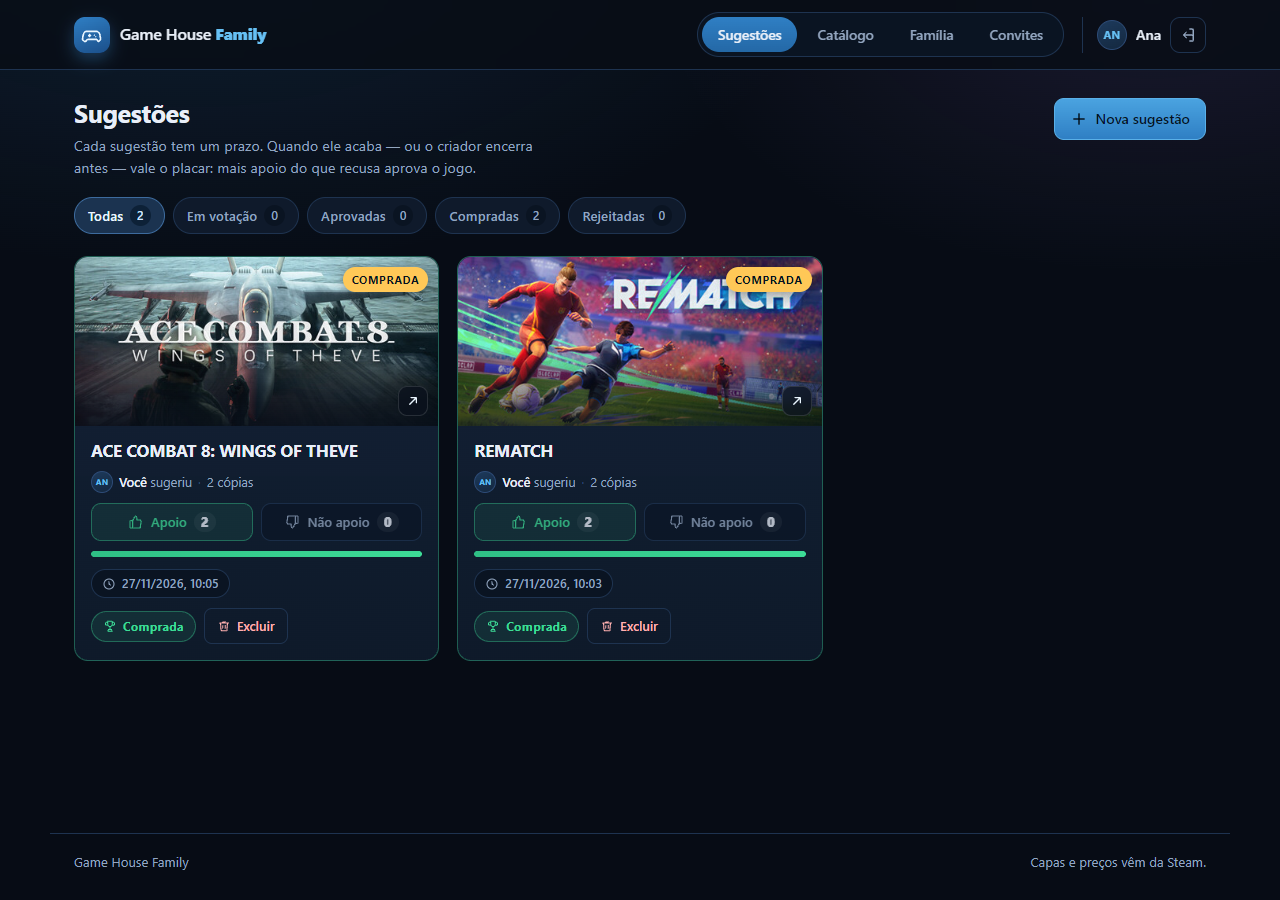 Game House Family
Sugestões
Catálogo
Família
Convites
AN
Ana
Sugestões
Nova sugestão
Cada sugestão tem um prazo. Quando ele acaba — ou o criador encerra
antes — vale o placar: mais apoio do que recusa aprova o jogo.
Todas 2
Em votação 0
Aprovadas 0
Compradas 2
Rejeitadas 0
COMPRADA
ACE COMBAT 8
WINGS OF THEVE
ACE COMBAT 8: WINGS OF THEVE
AN Você sugeriu · 2 cópias
Apoio 2
Não apoio 0
27/11/2026, 10:05
Comprada
Excluir
COMPRADA
REMATCH
REMATCH
AN Você sugeriu · 2 cópias
Apoio 2
Não apoio 0
27/11/2026, 10:03
Comprada
Excluir
Game House Family
Capas e preços vêm da Steam.